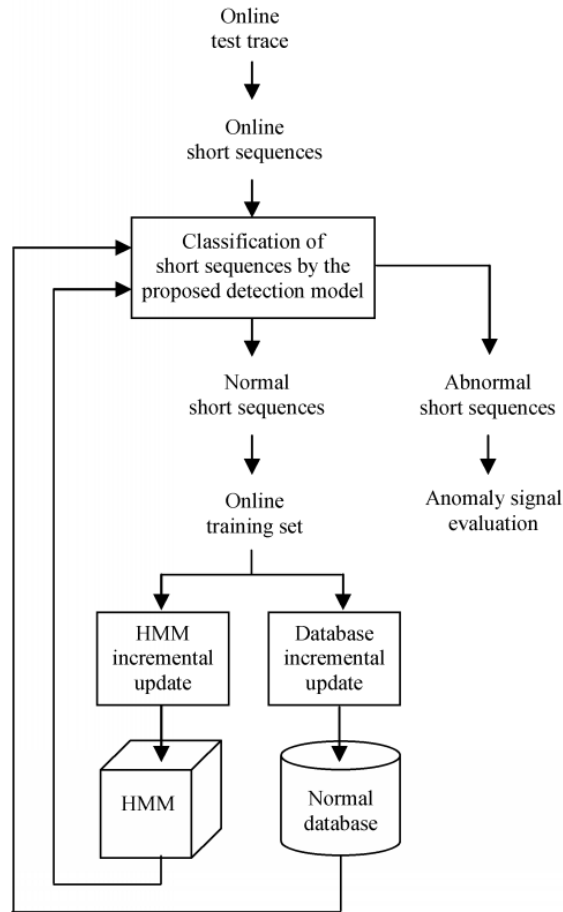 Online
test trace
Online
short sequences
Classification of
short sequences by the
proposed detection model
Normal
short sequences
Abnormal
short sequences
Online
training set
Anomaly signal
evaluation
HMM
incremental
update
Database
incremental
update
HMM
Normal
database